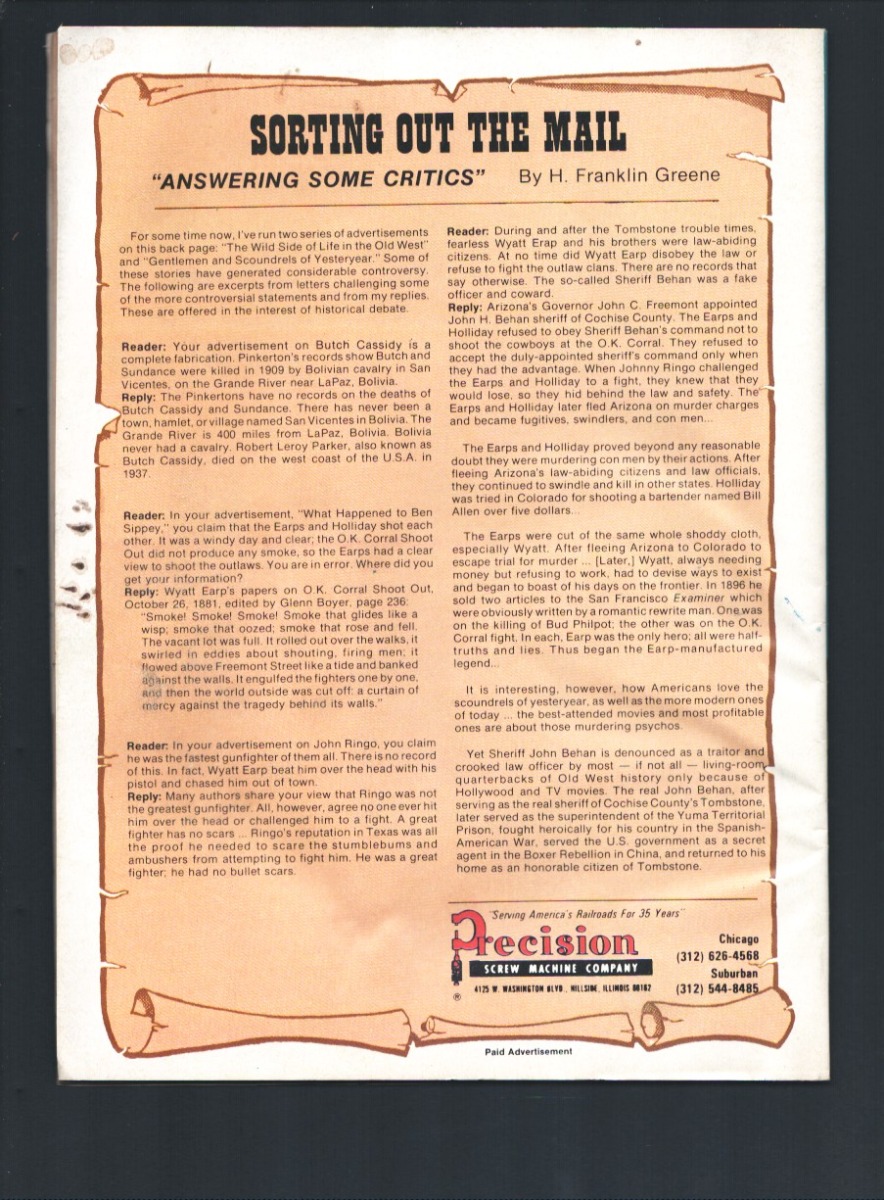 SORTING OUT THE MAIL
"ANSWERING SOME CRITICS" By H. Franklin Greene
For some time now, I've run two series of advertisements
on this back page: "The Wild Side of Life in the Old West"
and "Gentlemen and Scoundrels of Yesteryear." Some of
these stories have generated considerable controversy.
The following are excerpts from letters challenging some
of the more controversial statements and from my replies.
These are offered in the interest of historical debate.
Reader: Your advertisement on Butch Cassidy is a
complete fabrication. Pinkerton's records show Butch and
Sundance were killed in 1909 by Bolivian cavalry in San
Vicentes, on the Grande River near LaPaz, Bolivia.
Reply: The Pinkertons have no records on the deaths of
Butch Cassidy and Sundance. There has never been a
town, hamlet, or village named San Vicentes in Bolivia. The
Grande River is 400 miles from LaPaz, Bolivia. Bolivia
never had a cavalry. Robert Leroy Parker, also known as
Butch Cassidy, died on the west coast of the U.S.A. in
1937.
Reader: In your advertisement, "What Happened to Ben
Sippey," you claim that the Earps and Holliday shot each
other. It was a windy day and clear; the O.K. Corral Shoot
Out did not produce any smoke, so the Earps had a clear
view to shoot the outlaws. You are in error. Where did you
get your information?
Reply: Wyatt Earp's papers on O.K. Corral Shoot Out,
October 26, 1881, edited by Glenn Boyer, page 236:
"Smoke! Smoke! Smoke! Smoke that glides like a
wisp; smoke that oozed; smoke that rose and fell.
The vacant lot was full. It rolled out over the walks, it
swirled in eddies about shouting, firing men; it
flowed above Freemont Street like a tide and banked
against the walls. It engulfed the fighters one by one,
and then the world outside was cut off: a curtain of
mercy against the tragedy behind its walls."
Reader: In your advertisement on John Ringo, you claim
he was the fastest gunfighter of them all. There is no record
of this. In fact, Wyatt Earp beat him over the head with his
pistol and chased him out of town.
Reply: Many authors share your view that Ringo was not
the greatest gunfighter. All, however, agree no one ever hit
him over the head or challenged him to a fight. A great
fighter has no scars ... Ringo's reputation in Texas was all
the proof he needed to scare the stumblebums and
ambushers from attempting to fight him. He was a great
fighter; he had no bullet scars.
Reader: During and after the Tombstone trouble times,
fearless Wyatt Erap and his brothers were law-abiding
citizens. At no time did Wyatt Earp disobey the law or
refuse to fight the outlaw clans. There are no records that
say otherwise. The so-called Sheriff Behan was a fake
officer and coward.
Reply: Arizona's Governor John C. Freemont appointed
John H. Behan sheriff of Cochise County. The Earps and
Holliday refused to obey Sheriff Behan's command not to
shoot the cowboys at the O.K. Corral. They refused to
accept the duly-appointed sheriff's command only when
they had the advantage. When Johnny Ringo challenged
the Earps and Holliday to a fight, they knew that they
would lose, so they hid behind the law and safety. The
Earps and Holliday later fled Arizona on murder charges
and became fugitives, swindlers, and con men...
The Earps and Holliday proved beyond any reasonable
doubt they were murdering con men by their actions. After
fleeing Arizona's law-abiding citizens and law officials,
they continued to swindle and kill in other states. Holliday
was tried in Colorado for shooting a bartender named Bill
Allen over five dollars...
The Earps were cut of the same whole shoddy cloth,
especially Wyatt. After fleeing Arizona to Colorado to
escape trial for murder ... [Later,] Wyatt, always needing
money but refusing to work, had to devise ways to exist
and began to boast of his days on the frontier. In 1896 he
sold two articles to the San Francisco Examiner which
were obviously written by a romantic rewrite man. One was
on the killing of Bud Philpot; the other was on the O.K.
Corral fight. In each, Earp was the only hero; all were half-
truths and lies. Thus began the Earp-manufactured
legend...
It is interesting, however, how Americans love the
scoundrels of yesteryear, as well as the more modern ones
of today ... the best-attended movies and most profitable
ones are about those murdering psychos.
Yet Sheriff John Behan is denounced as a traitor and
crooked law officer by most — if not all — living-room
quarterbacks of Old West history only because of
Hollywood and TV movies. The real John Behan, after
serving as the real sheriff of Cochise County's Tombstone,
later served as the superintendent of the Yuma Territorial
Prison, fought heroically for his country in the Spanish-
American War, served the U.S. government as a secret
agent in the Boxer Rebellion in China, and returned to his
home as an honorable citizen of Tombstone.
"Serving America's Railroads For 35 Years"
Precision
SCREW MACHINE COMPANY
®
4125 W. WASHINGTON BLVD., HILLSIDE, ILLINOIS 60162
Chicago
(312) 626-4568
Suburban
(312) 544-8485
Paid Advertisement